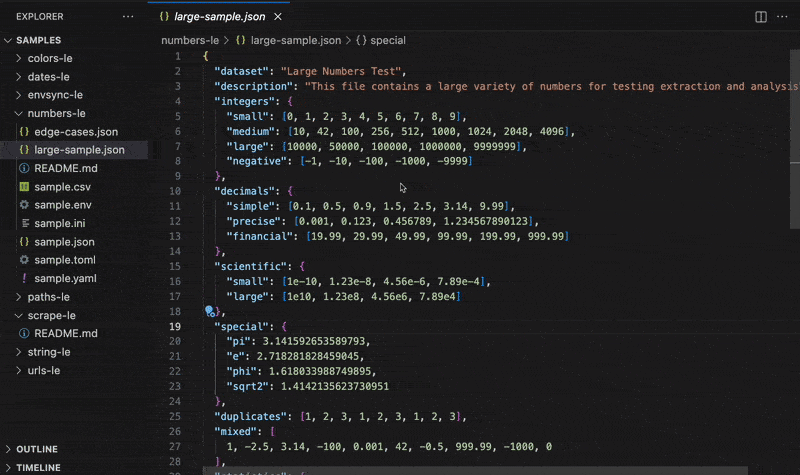 EXPLORER ···
SAMPLES
colors-le
dates-le
envsync-le
numbers-le
{} edge-cases.json
{} large-sample.json
README.md
sample.csv
sample.env
sample.ini
{} sample.json
sample.toml
! sample.yaml
paths-le
scrape-le
README.md
string-le
urls-le
OUTLINE
TIMELINE
{} large-sample.json ×
numbers-le > {} large-sample.json > {} special
1 {
2 "dataset": "Large Numbers Test",
3 "description": "This file contains a large variety of numbers for testing extraction and analysis
4 "integers": {
5 "small": [0, 1, 2, 3, 4, 5, 6, 7, 8, 9],
6 "medium": [10, 42, 100, 256, 512, 1000, 1024, 2048, 4096],
7 "large": [10000, 50000, 100000, 1000000, 9999999],
8 "negative": [-1, -10, -100, -1000, -9999]
9 },
10 "decimals": {
11 "simple": [0.1, 0.5, 0.9, 1.5, 2.5, 3.14, 9.99],
12 "precise": [0.001, 0.123, 0.456789, 1.234567890123],
13 "financial": [19.99, 29.99, 49.99, 99.99, 199.99, 999.99]
14 },
15 "scientific": {
16 "small": [1e-10, 1.23e-8, 4.56e-6, 7.89e-4],
17 "large": [1e10, 1.23e8, 4.56e6, 7.89e4]
18 },
19 "special": {
20 "pi": 3.141592653589793,
21 "e": 2.718281828459045,
22 "phi": 1.618033988749895,
23 "sqrt2": 1.4142135623730951
24 },
25 "duplicates": [1, 2, 3, 1, 2, 3, 1, 2, 3],
26 "mixed": [
27 1, -2.5, 3.14, -100, 0.001, 42, -0.5, 999.99, -1000, 0
28 ],